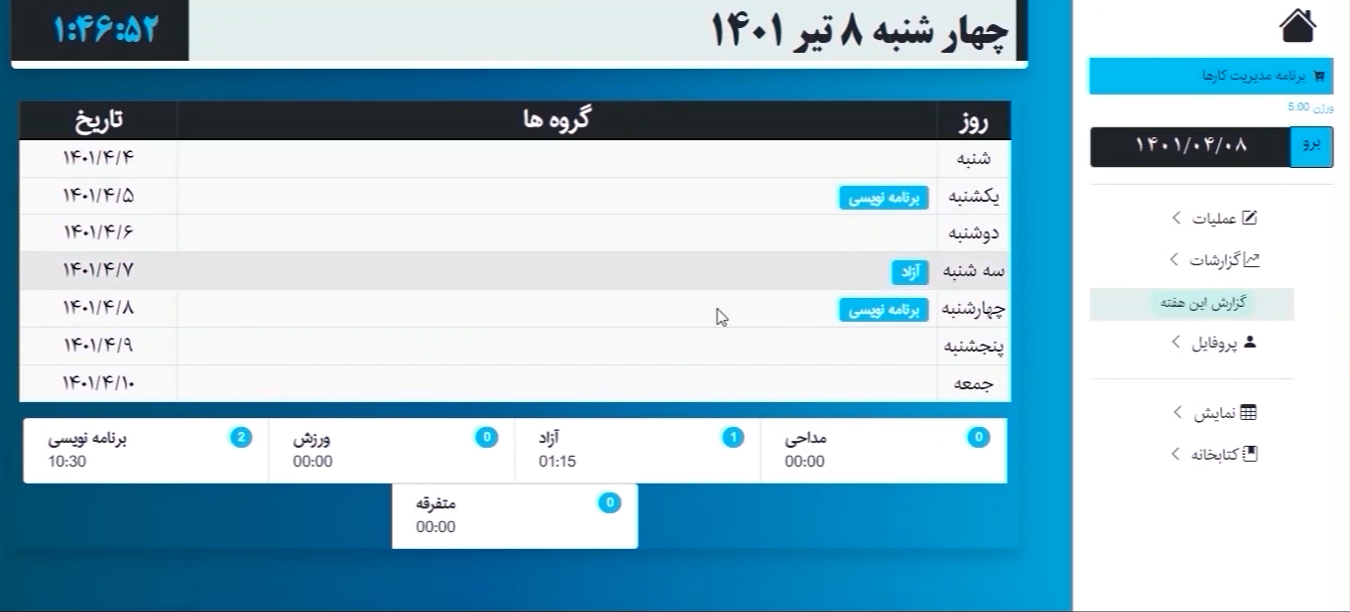 چهار شنبه ۸ تیر ۱۴۰۱
۱:۴۶:۵۲
برنامه مدیریت کارها
ورژن 5.00
برو
۱۴۰۱/۰۴/۰۸
عملیات
گزارشات
گزارش این هفته
پروفایل
نمایش
کتابخانه
روز گروه ها تاریخ
شنبه ۱۴۰۱/۴/۴
یکشنبه برنامه نویسی ۱۴۰۱/۴/۵
دوشنبه ۱۴۰۱/۴/۶
سه شنبه آزاد ۱۴۰۱/۴/۷
چهارشنبه برنامه نویسی ۱۴۰۱/۴/۸
پنجشنبه ۱۴۰۱/۴/۹
جمعه ۱۴۰۱/۴/۱۰
مداحی 0
00:00
آزاد 1
01:15
ورزش 0
00:00
برنامه نویسی 2
10:30
متفرقه 0
00:00